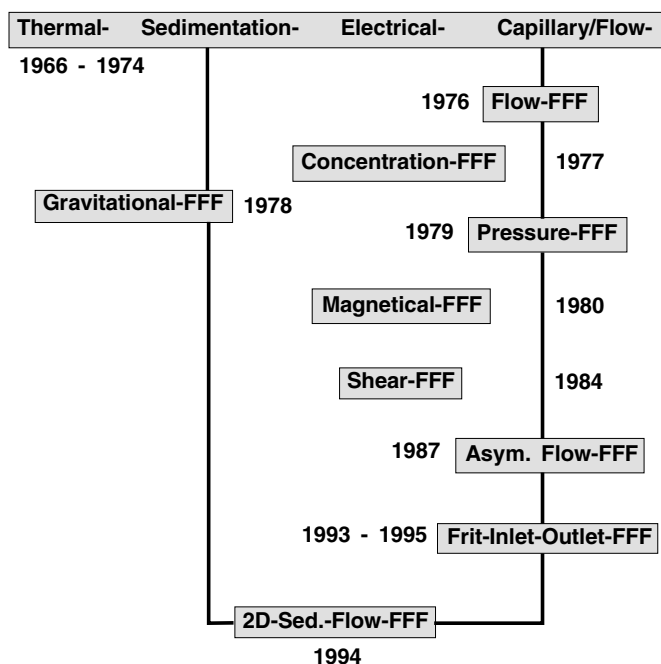 Thermal- Sedimentation- Electrical- Capillary/Flow-
1966 - 1974
1976 Flow-FFF
Concentration-FFF 1977
Gravitational-FFF 1978
1979 Pressure-FFF
Magnetical-FFF 1980
Shear-FFF 1984
1987 Asym. Flow-FFF
1993 - 1995 Frit-Inlet-Outlet-FFF
2D-Sed.-Flow-FFF
1994